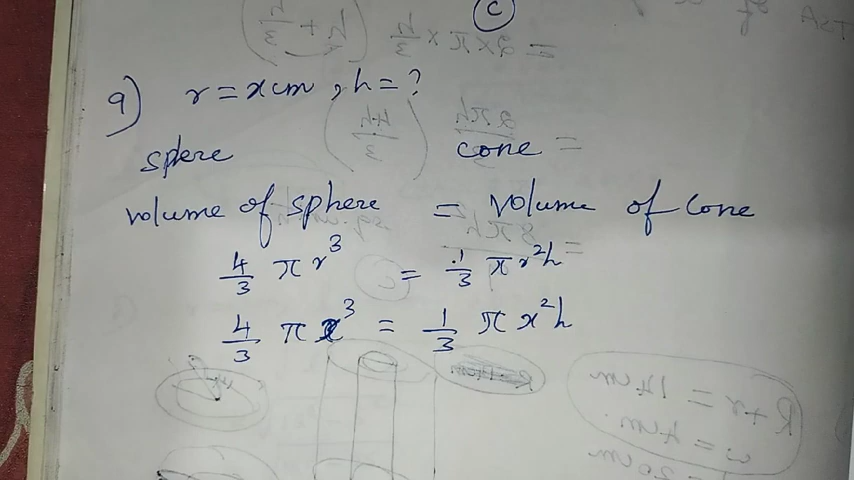 C
9) r = x cm , h = ?
sphere cone
volume of sphere = volume of cone
4/3 π r³ = 1/3 π r²h
4/3 π x³ = 1/3 π x²h